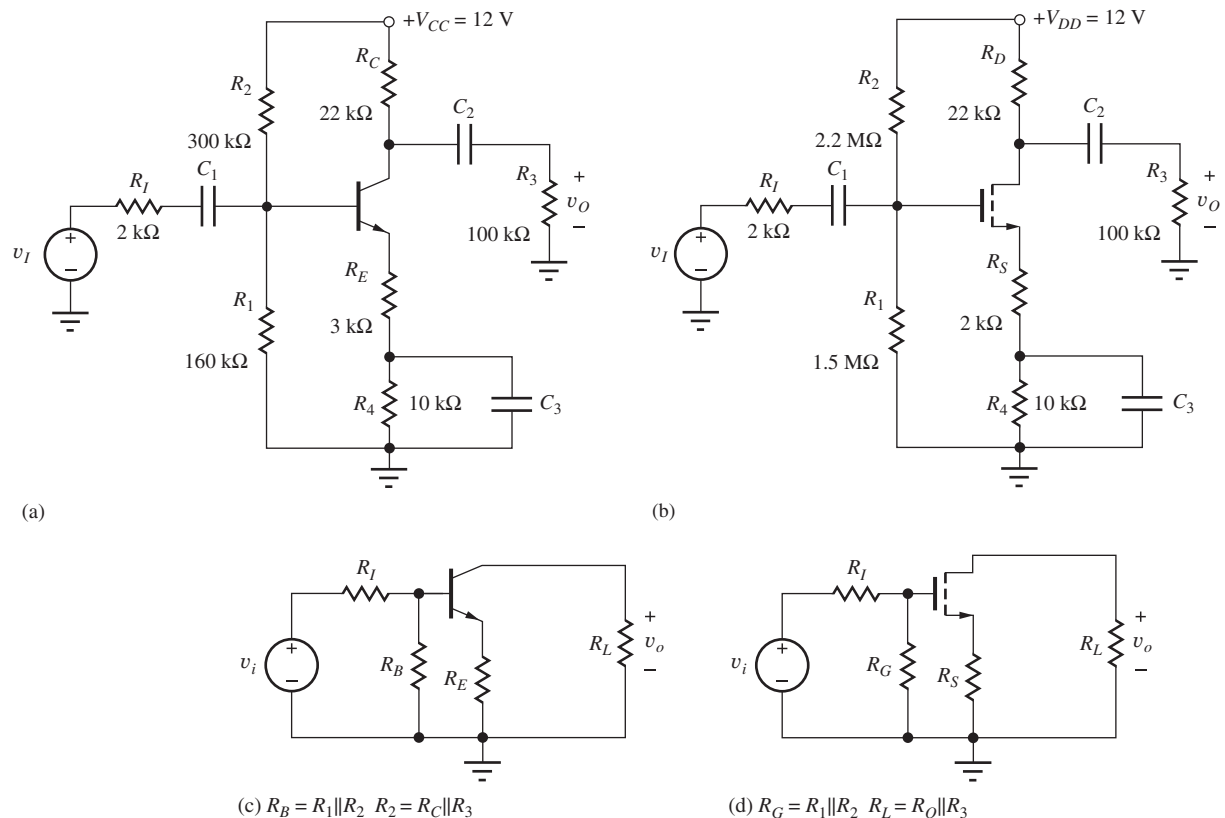 +V_CC = 12 V
R_C
22 kΩ
R_2
300 kΩ
C_2
R_3
+
v_O
−
100 kΩ
R_I
2 kΩ
C_1
+
−
v_I
R_E
3 kΩ
R_1
160 kΩ
R_4
10 kΩ
C_3
(a)
+V_DD = 12 V
R_D
22 kΩ
R_2
2.2 MΩ
C_2
R_3
+
v_O
−
100 kΩ
R_I
2 kΩ
C_1
+
−
v_I
R_S
2 kΩ
R_1
1.5 MΩ
R_4
10 kΩ
C_3
(b)
R_I
+
−
v_i
R_B
R_E
R_L
+
v_o
−
(c) R_B = R_1||R_2 R_2 = R_C||R_3
R_I
+
−
v_i
R_G
R_S
R_L
+
v_o
−
(d) R_G = R_1||R_2 R_L = R_O||R_3